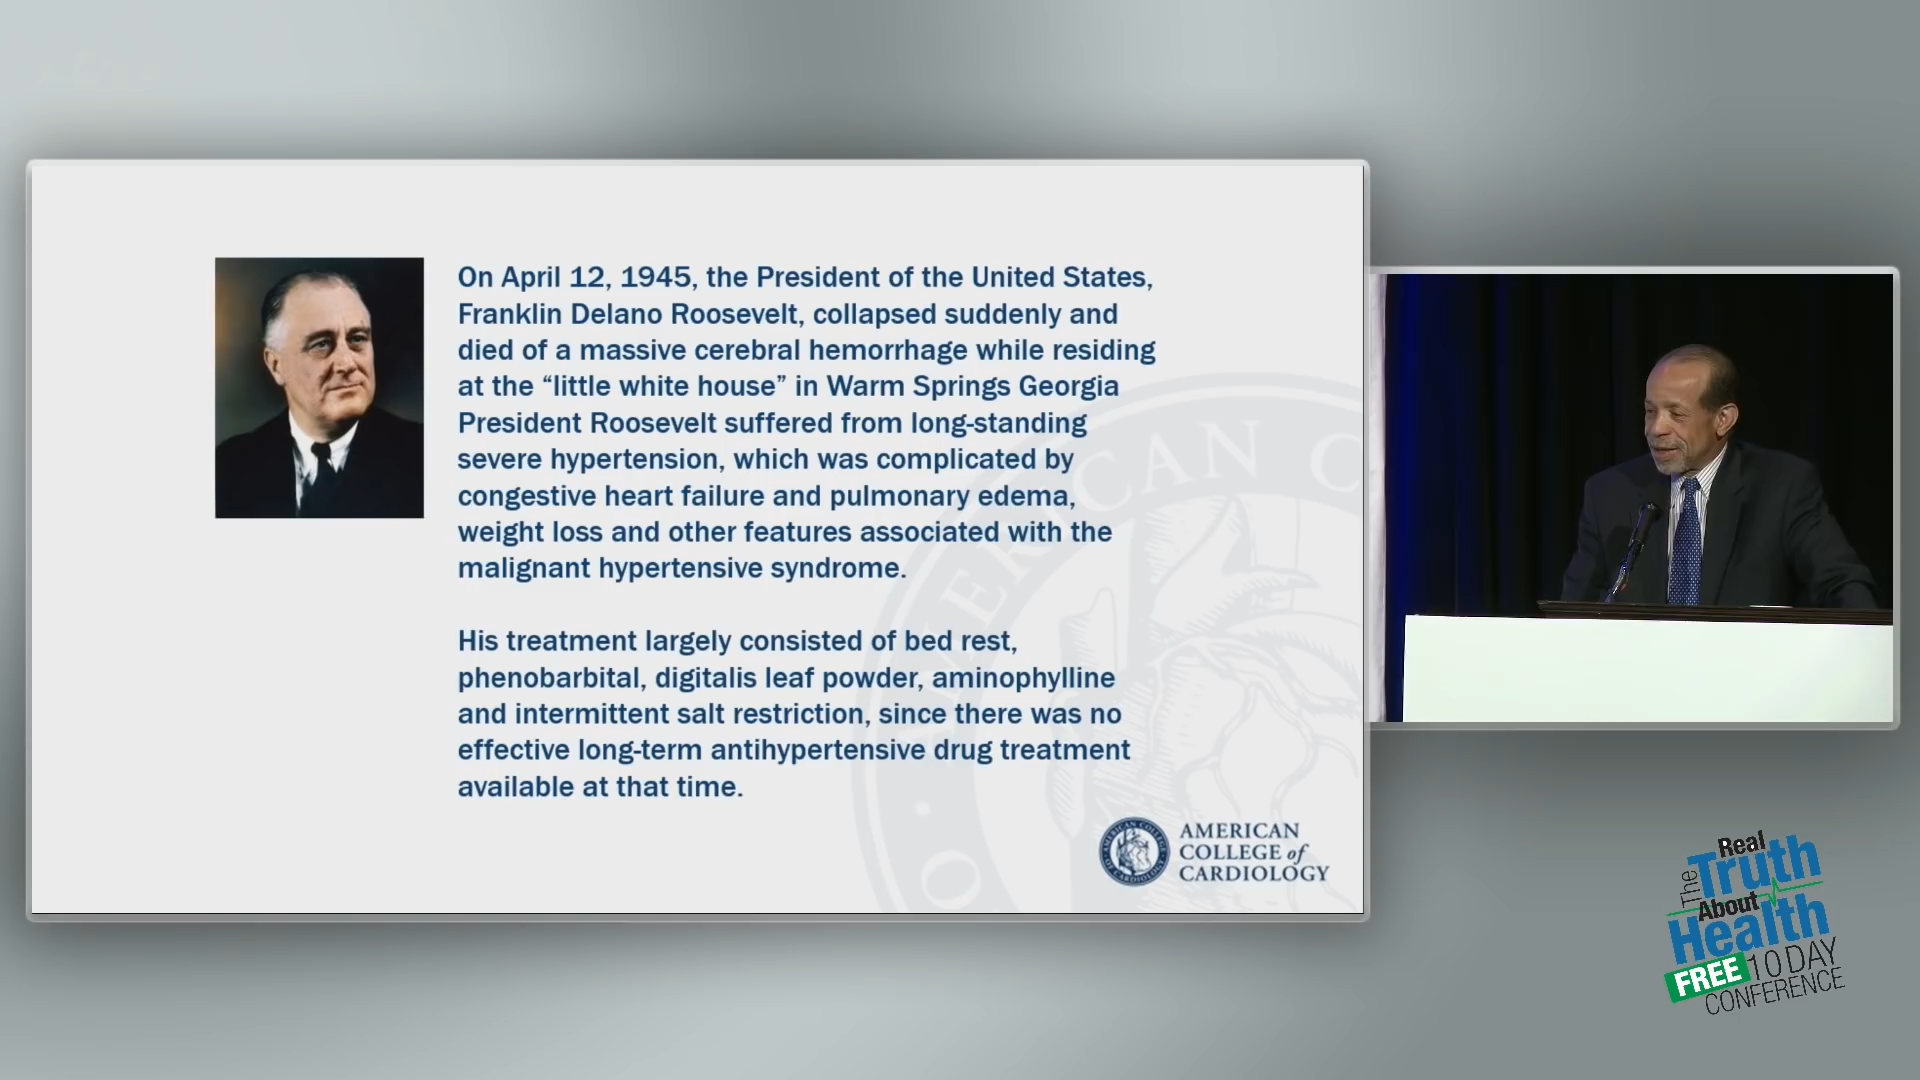 On April 12, 1945, the President of the United States,
Franklin Delano Roosevelt, collapsed suddenly and
died of a massive cerebral hemorrhage while residing
at the “little white house” in Warm Springs Georgia
President Roosevelt suffered from long-standing
severe hypertension, which was complicated by
congestive heart failure and pulmonary edema,
weight loss and other features associated with the
malignant hypertensive syndrome.
His treatment largely consisted of bed rest,
phenobarbital, digitalis leaf powder, aminophylline
and intermittent salt restriction, since there was no
effective long-term antihypertensive drug treatment
available at that time.
AMERICAN C
AMERICAN
COLLEGE of
CARDIOLOGY
The Real
Truth
About
Health
FREE 10 DAY
CONFERENCE